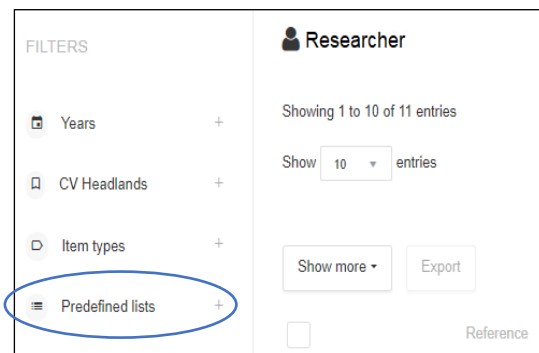 FILTERS
Years +
CV Headlands +
Item types +
Predefined lists +
Researcher
Showing 1 to 10 of 11 entries
Show 10 entries
Show more Export
Reference